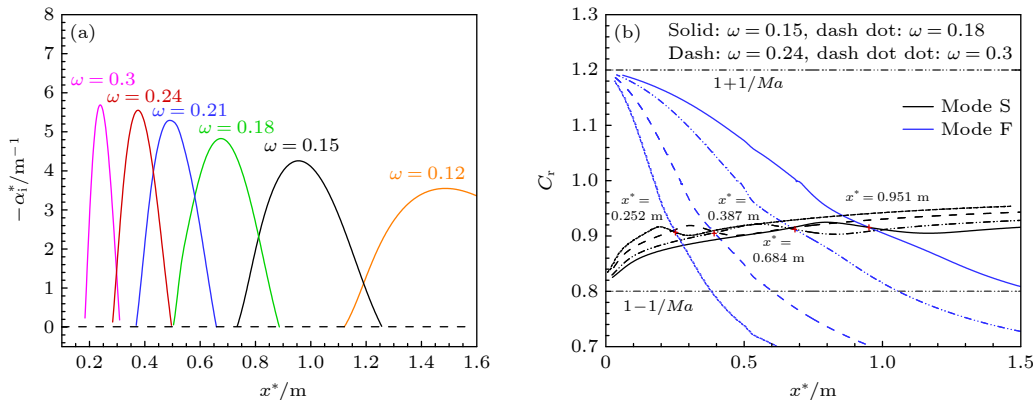 (a)
8
7
6
5
4
3
2
1
0
−α*i/m−1
ω = 0.3
ω = 0.24
ω = 0.21
ω = 0.18
ω = 0.15
ω = 0.12
0.2 0.4 0.6 0.8 1.0 1.2 1.4 1.6
x*/m
(b)
Solid: ω = 0.15, dash dot: ω = 0.18
Dash: ω = 0.24, dash dot dot: ω = 0.3
1.3
1.2
1.1
1.0
0.9
0.8
0.7
Cr
1+1/Ma
Mode S
Mode F
x* =
0.252 m
x* =
0.387 m
x* = 0.951 m
x* =
0.684 m
1−1/Ma
0 0.5 1.0 1.5
x*/m